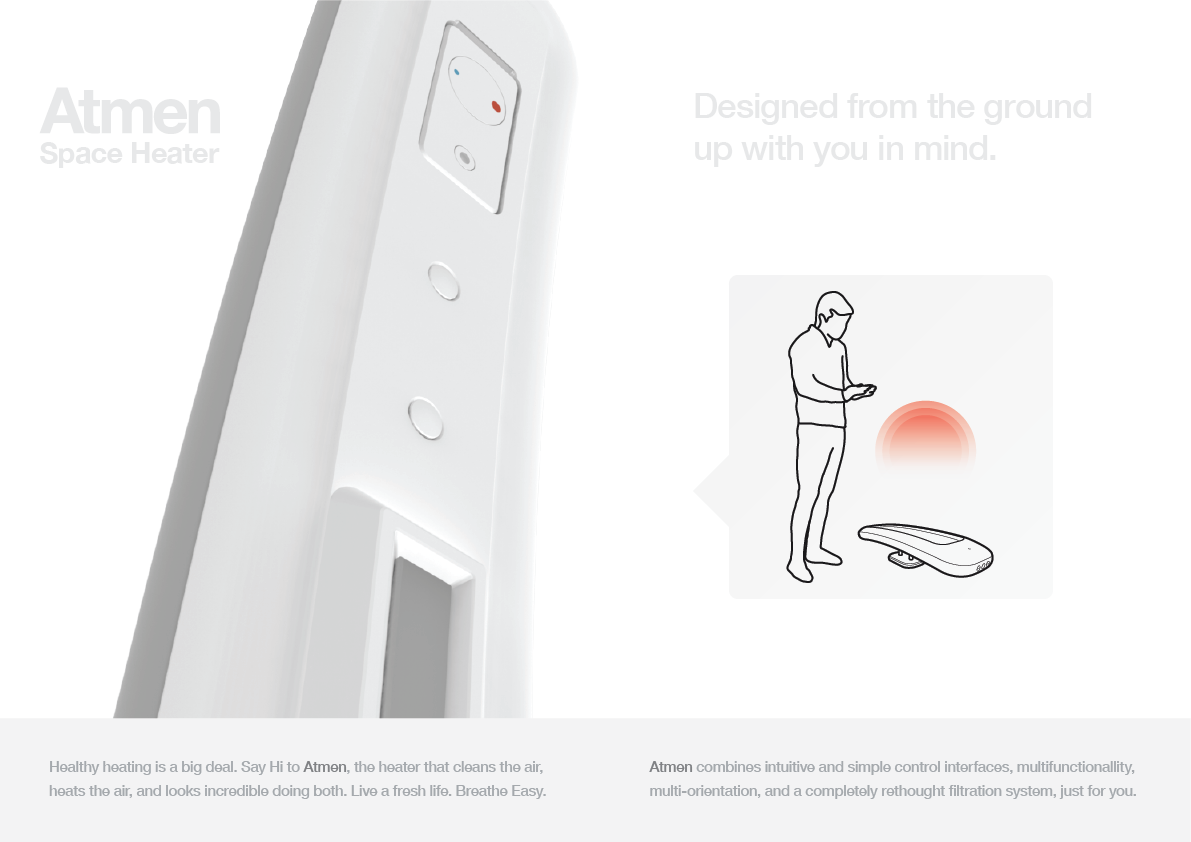 Atmen
Space Heater
Designed from the ground
up with you in mind.
Healthy heating is a big deal. Say Hi to Atmen, the heater that cleans the air,
heats the air, and looks incredible doing both. Live a fresh life. Breathe Easy.
Atmen combines intuitive and simple control interfaces, multifunctionallity,
multi-orientation, and a completely rethought filtration system, just for you.